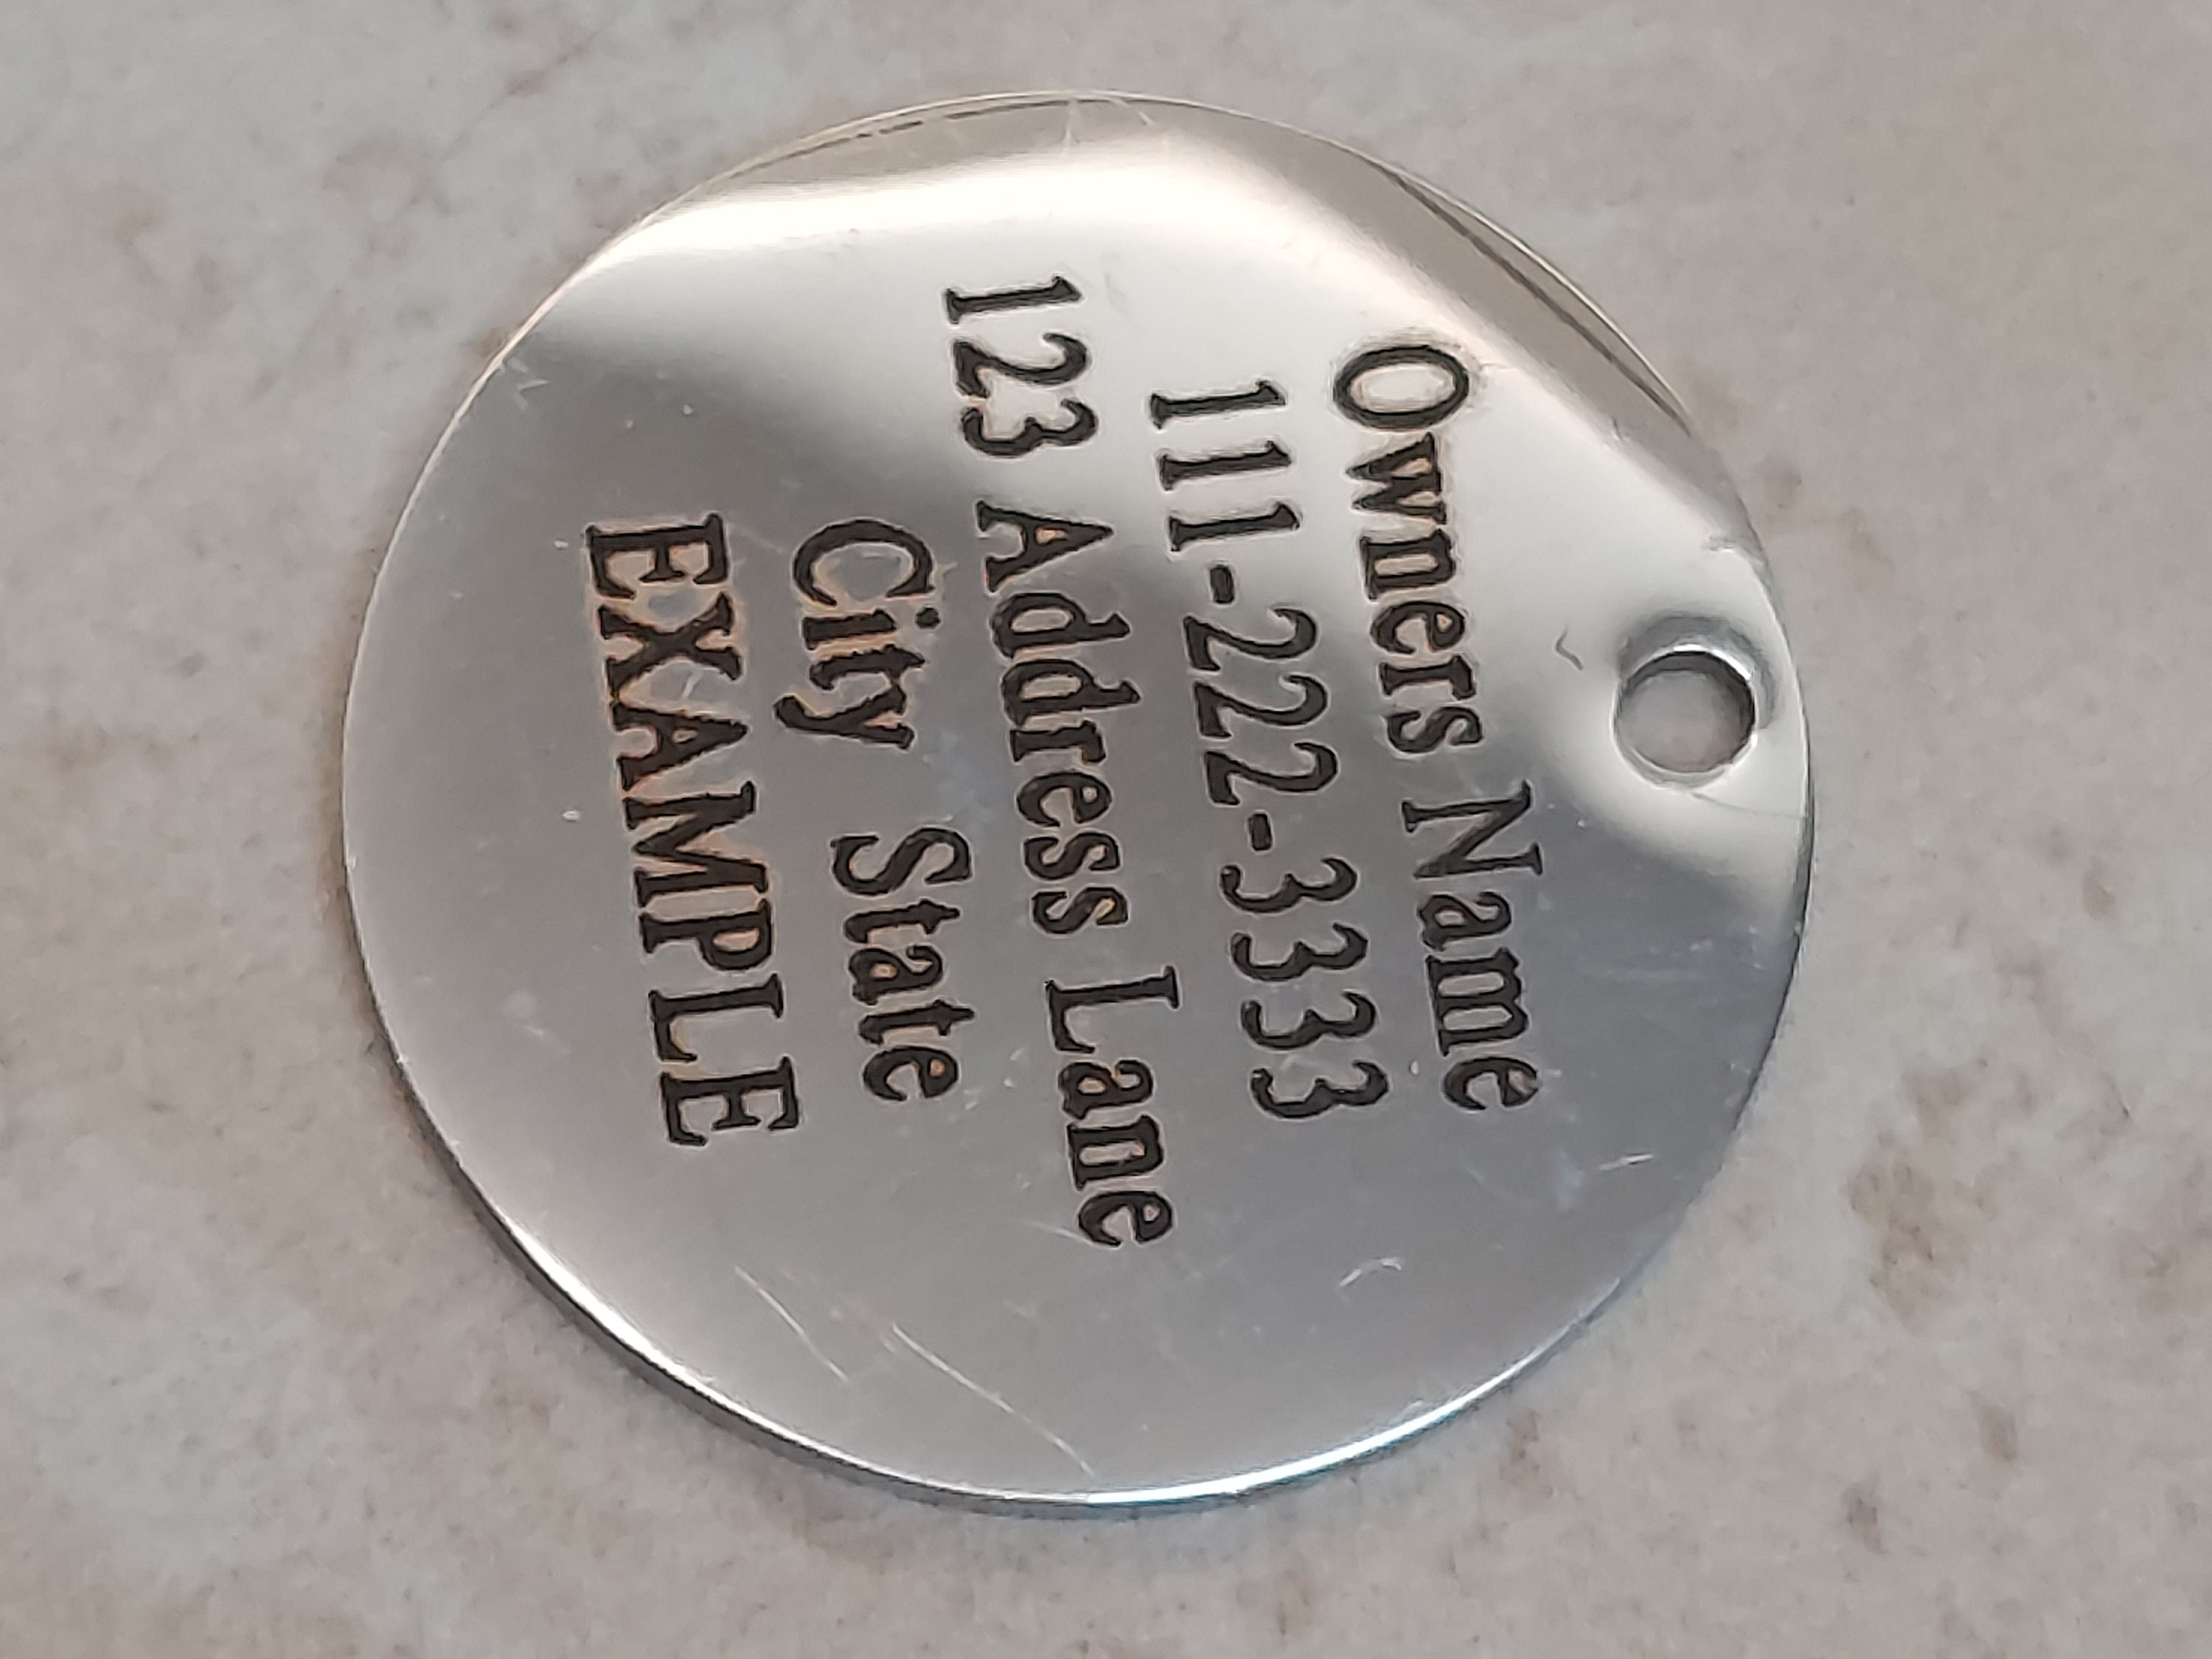 Owners Name
111-222-3333
123 Address Lane
City State
EXAMPLE